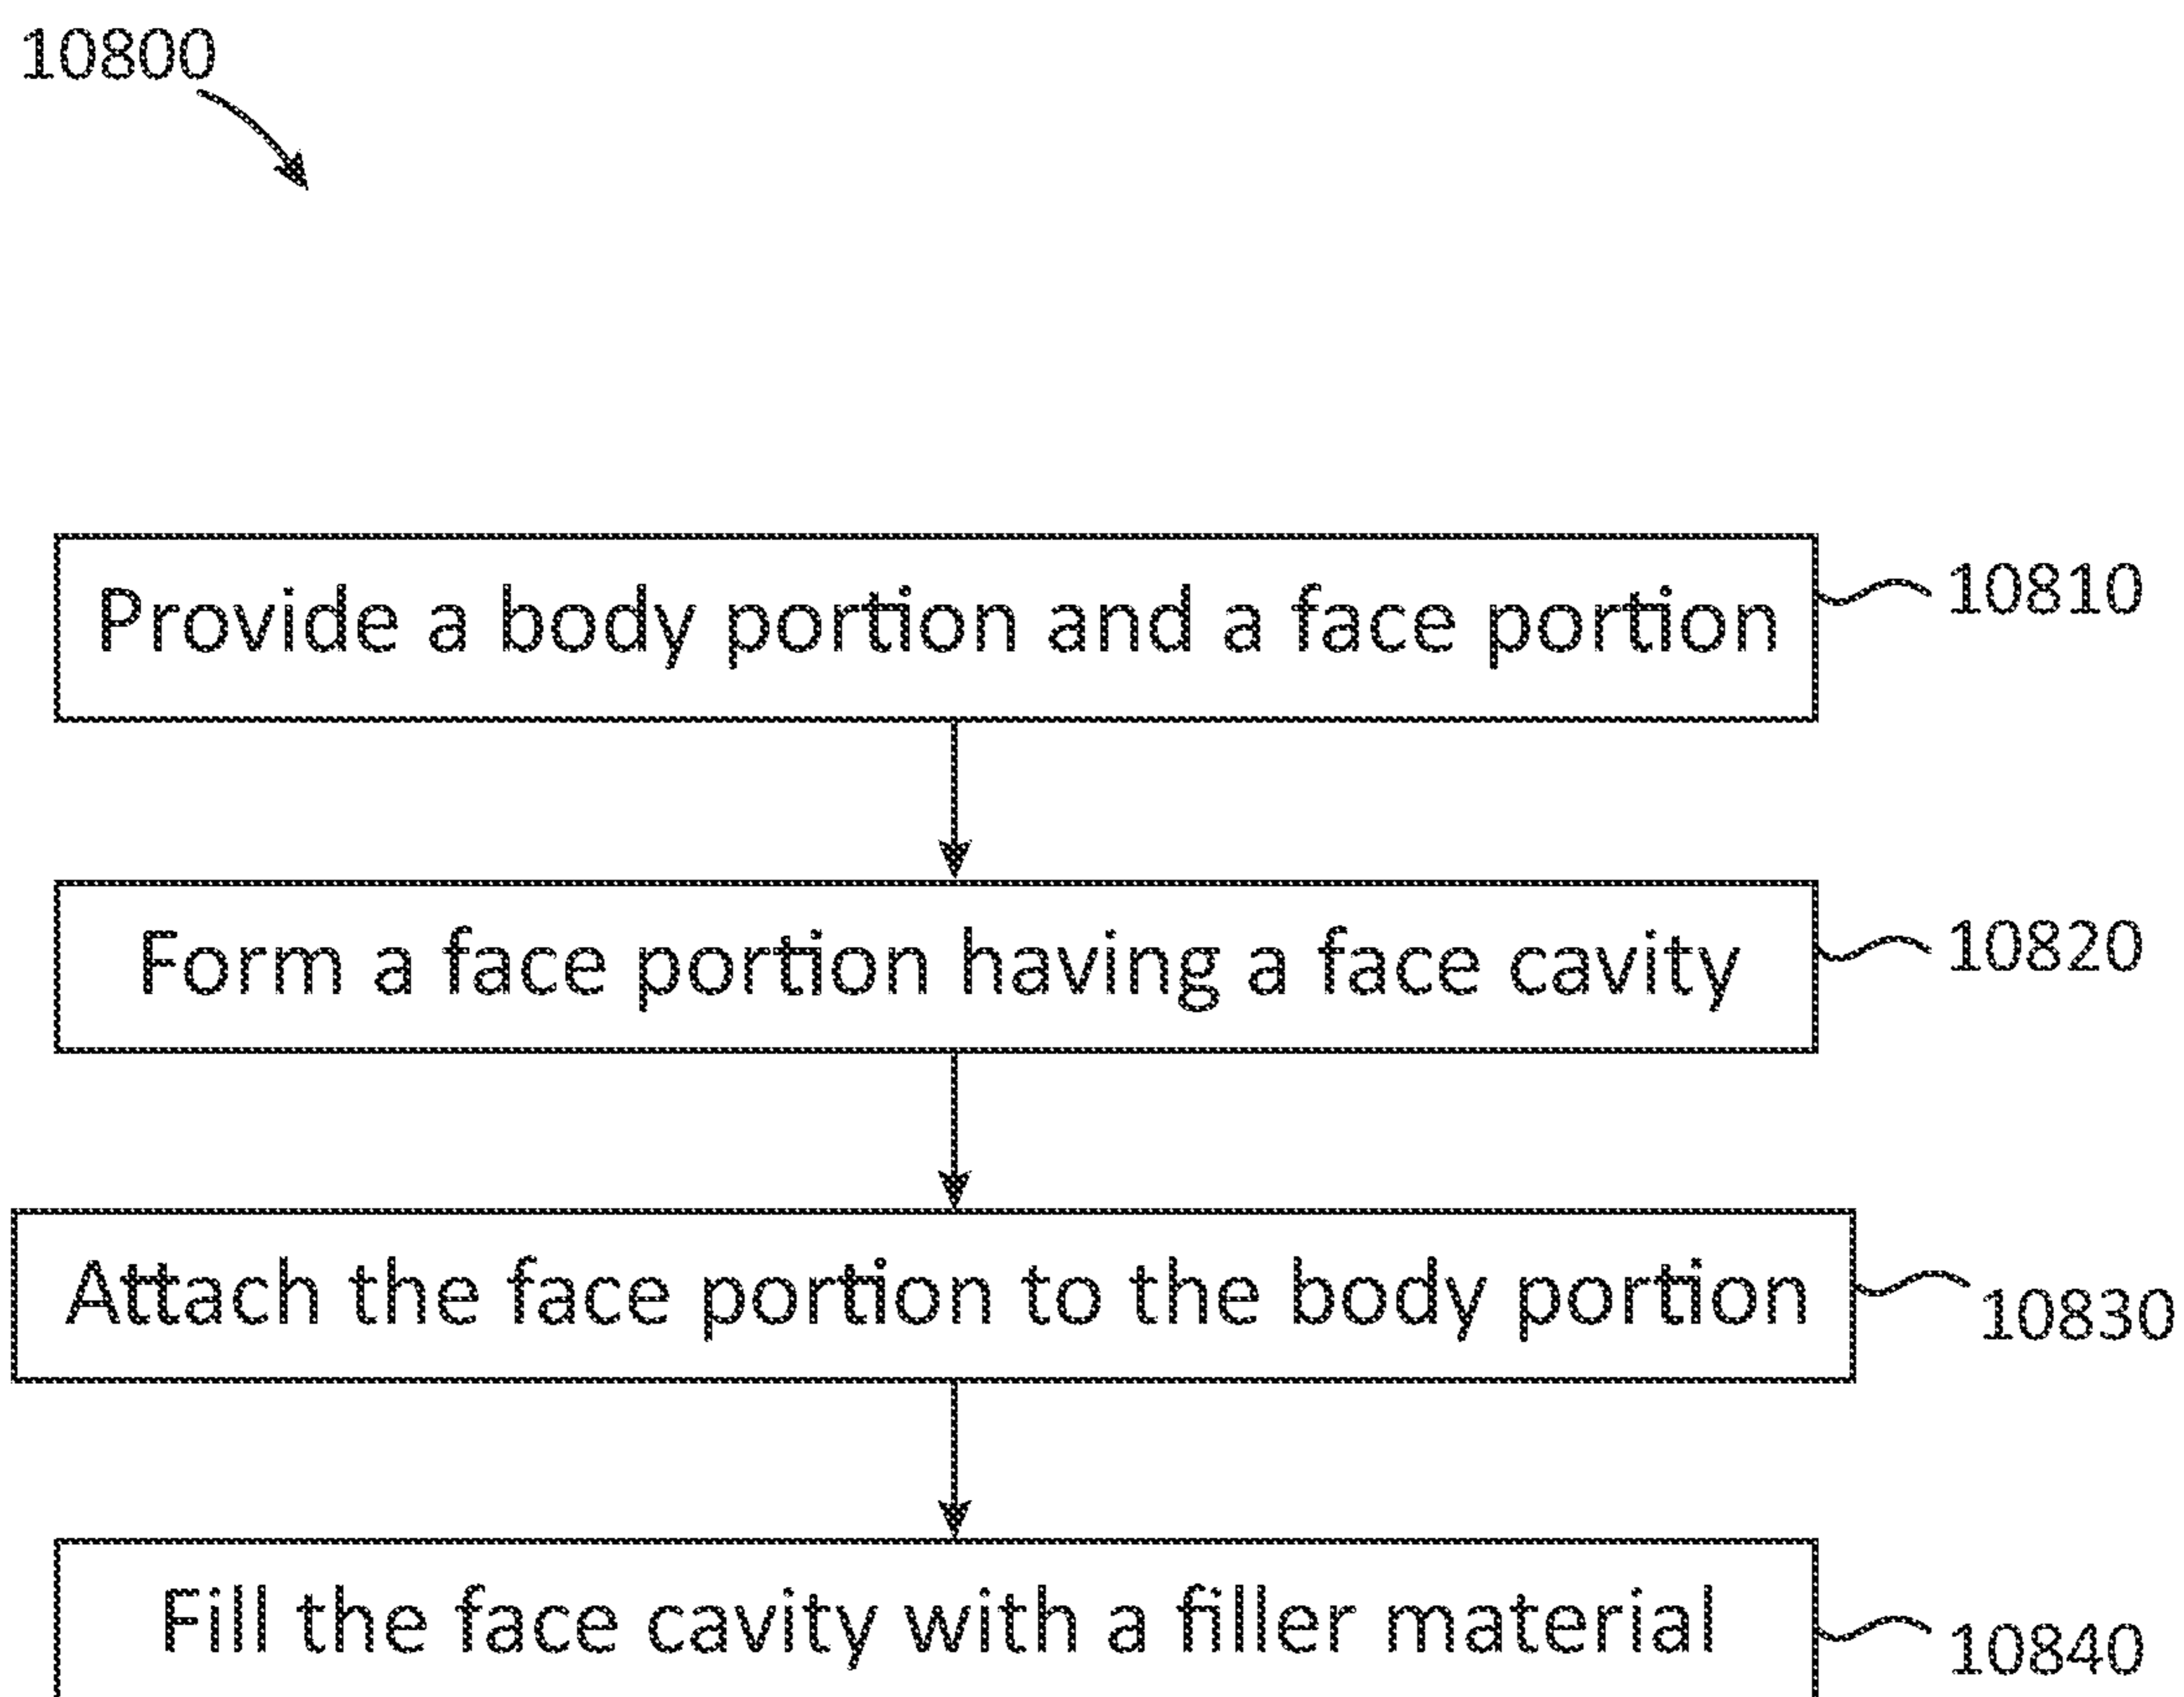 10800
Provide a body portion and a face portion
10810
Form a face portion having a face cavity
10820
Attach the face portion to the body portion
10830
Fill the face cavity with a filler material
10840